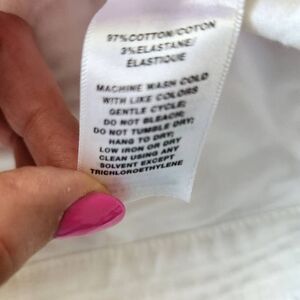 97%COTTON/COTON
3%ELASTANE/
ÉLASTIQUE
MACHINE WASH COLD
WITH LIKE COLORS
GENTLE CYCLE;
DO NOT BLEACH;
DO NOT TUMBLE DRY;
HANG TO DRY;
LOW IRON OR DRY
CLEAN USING ANY
SOLVENT EXCEPT
TRICHLOROETHYLENE